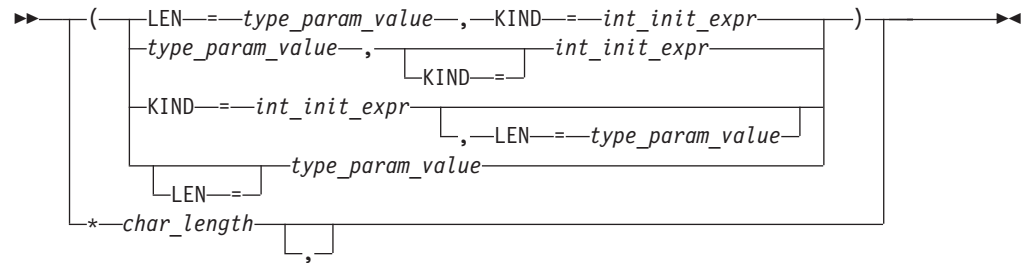 ( LEN = type_param_value , KIND = int_init_expr )
type_param_value , int_init_expr
KIND =
KIND = int_init_expr
, LEN = type_param_value
type_param_value
LEN =
* char_length
,